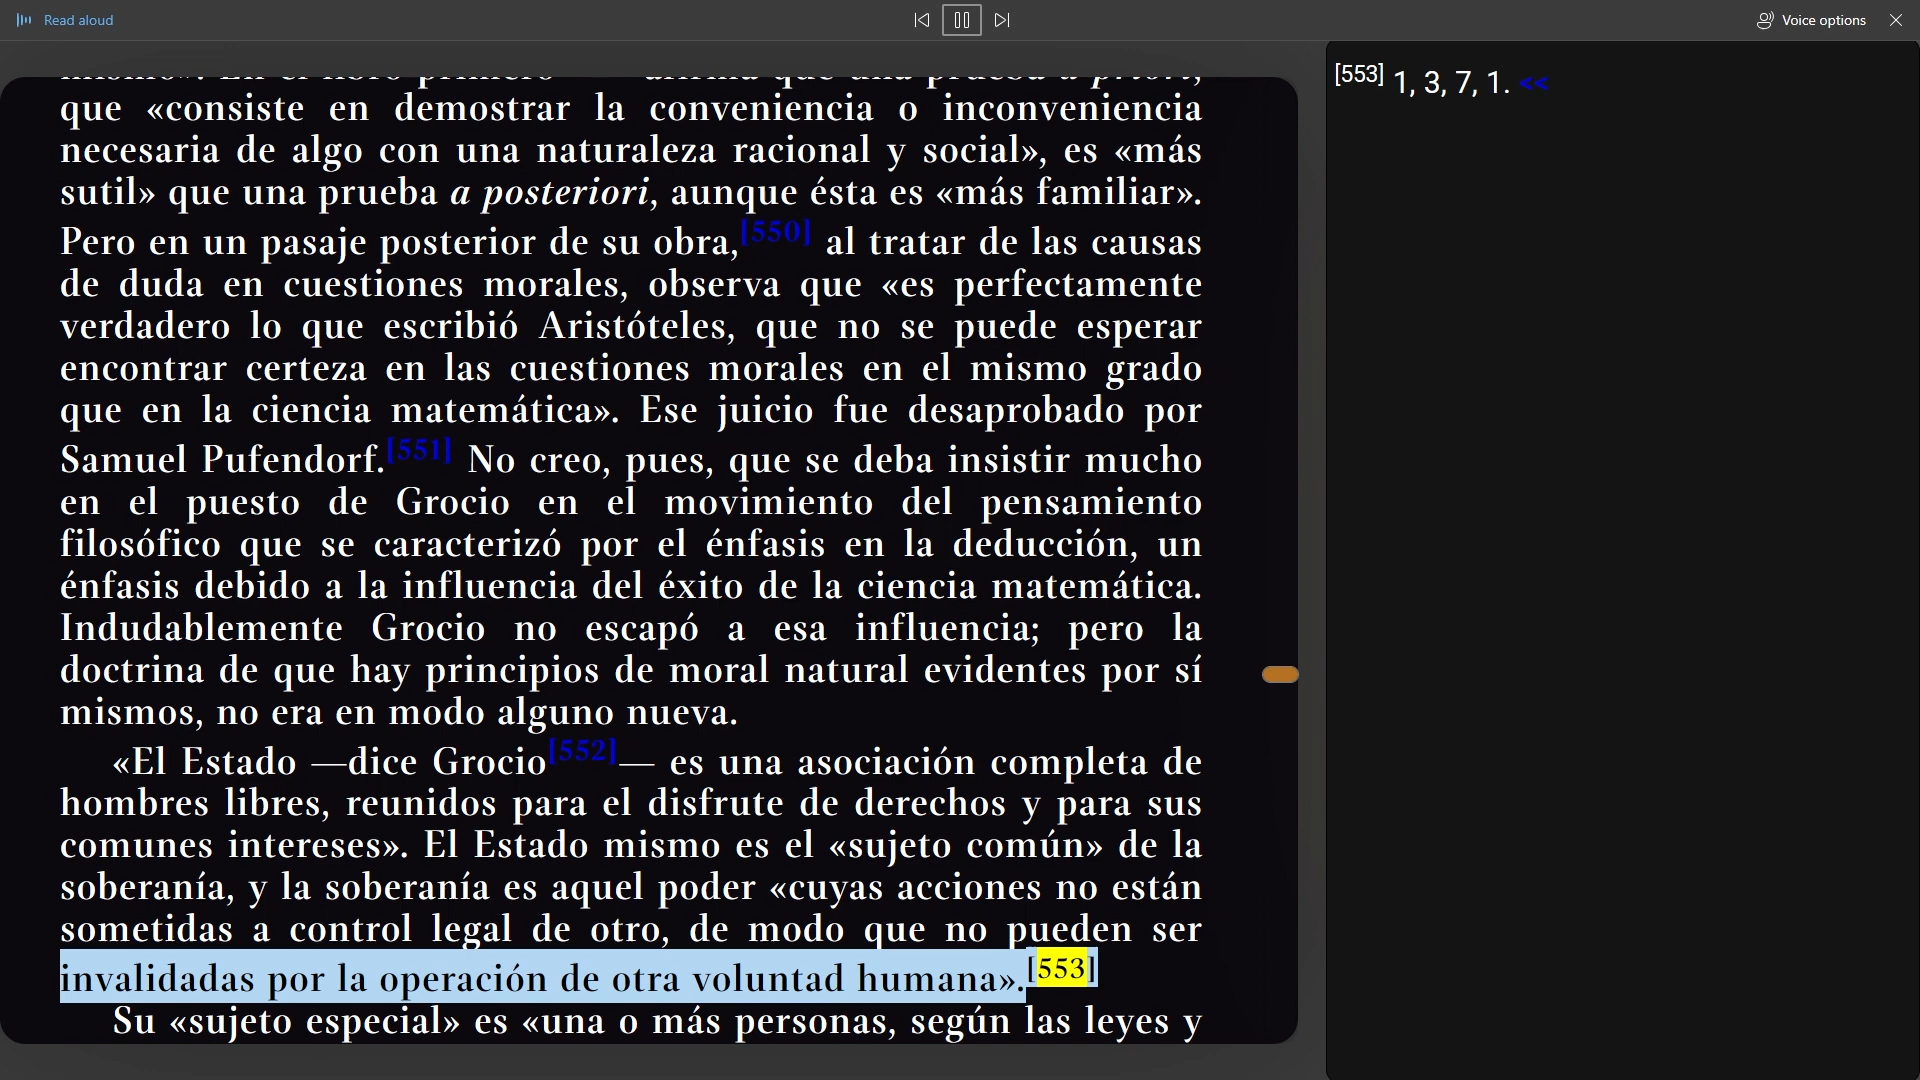 Read aloud
Voice options
que «consiste en demostrar la conveniencia o inconveniencia
necesaria de algo con una naturaleza racional y social», es «más
sutil» que una prueba a posteriori, aunque ésta es «más familiar».
Pero en un pasaje posterior de su obra,[550] al tratar de las causas
de duda en cuestiones morales, observa que «es perfectamente
verdadero lo que escribió Aristóteles, que no se puede esperar
encontrar certeza en las cuestiones morales en el mismo grado
que en la ciencia matemática». Ese juicio fue desaprobado por
Samuel Pufendorf.[551] No creo, pues, que se deba insistir mucho
en el puesto de Grocio en el movimiento del pensamiento
filosófico que se caracterizó por el énfasis en la deducción, un
énfasis debido a la influencia del éxito de la ciencia matemática.
Indudablemente Grocio no escapó a esa influencia; pero la
doctrina de que hay principios de moral natural evidentes por sí
mismos, no era en modo alguno nueva.
«El Estado —dice Grocio[552]— es una asociación completa de
hombres libres, reunidos para el disfrute de derechos y para sus
comunes intereses». El Estado mismo es el «sujeto común» de la
soberanía, y la soberanía es aquel poder «cuyas acciones no están
sometidas a control legal de otro, de modo que no pueden ser
invalidadas por la operación de otra voluntad humana».[553]
Su «sujeto especial» es «una o más personas, según las leyes y
[553] 1, 3, 7, 1. <<